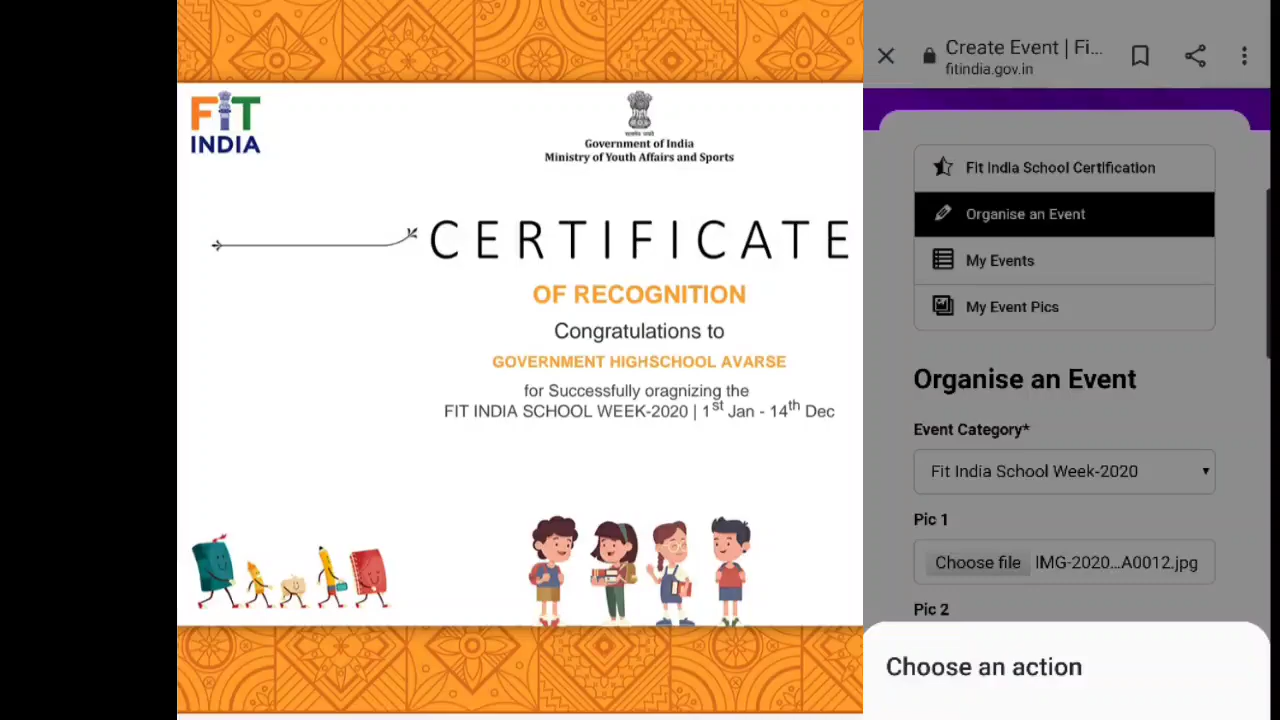 FIT
INDIA
सत्यमेव जयते
Government of India
Ministry of Youth Affairs and Sports
CERTIFICATE
OF RECOGNITION
Congratulations to
GOVERNMENT HIGHSCHOOL AVARSE
for Successfully oragnizing the
FIT INDIA SCHOOL WEEK-2020 | 1st Jan - 14th Dec
Create Event | Fi...
fitindia.gov.in
Fit India School Certification
Organise an Event
My Events
My Event Pics
Organise an Event
Event Category*
Fit India School Week-2020
Pic 1
Choose file IMG-2020...A0012.jpg
Pic 2
Choose an action